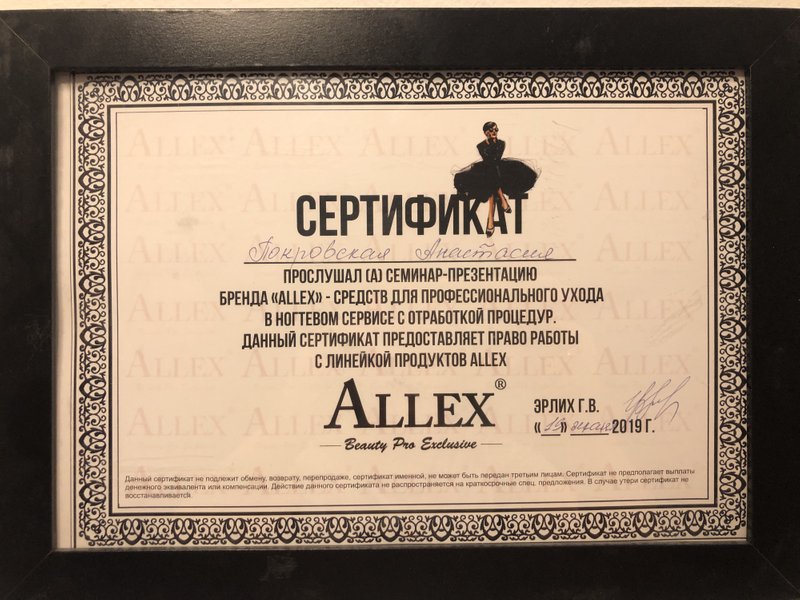 СЕРТИФИКАТ
Покровская Анастасия
ПРОСЛУШАЛ (А) СЕМИНАР-ПРЕЗЕНТАЦИЮ
БРЕНДА «ALLEX» - СРЕДСТВ ДЛЯ ПРОФЕССИОНАЛЬНОГО УХОДА
В НОГТЕВОМ СЕРВИСЕ С ОТРАБОТКОЙ ПРОЦЕДУР.
ДАННЫЙ СЕРТИФИКАТ ПРЕДОСТАВЛЯЕТ ПРАВО РАБОТЫ
С ЛИНЕЙКОЙ ПРОДУКТОВ ALLEX
ALLEX®
Beauty Pro Exclusive
ЭРЛИХ Г.В.
«19» 2019 Г.
Данный сертификат не подлежит обмену, возврату, перепродаже, сертификат именной, не может быть передан третьим лицам. Сертификат не предполагает выплаты
денежного эквивалента или компенсации. Действие данного сертификата не распространяется на краткосрочные спец. предложения. В случае утери сертификат не
восстанавливается.